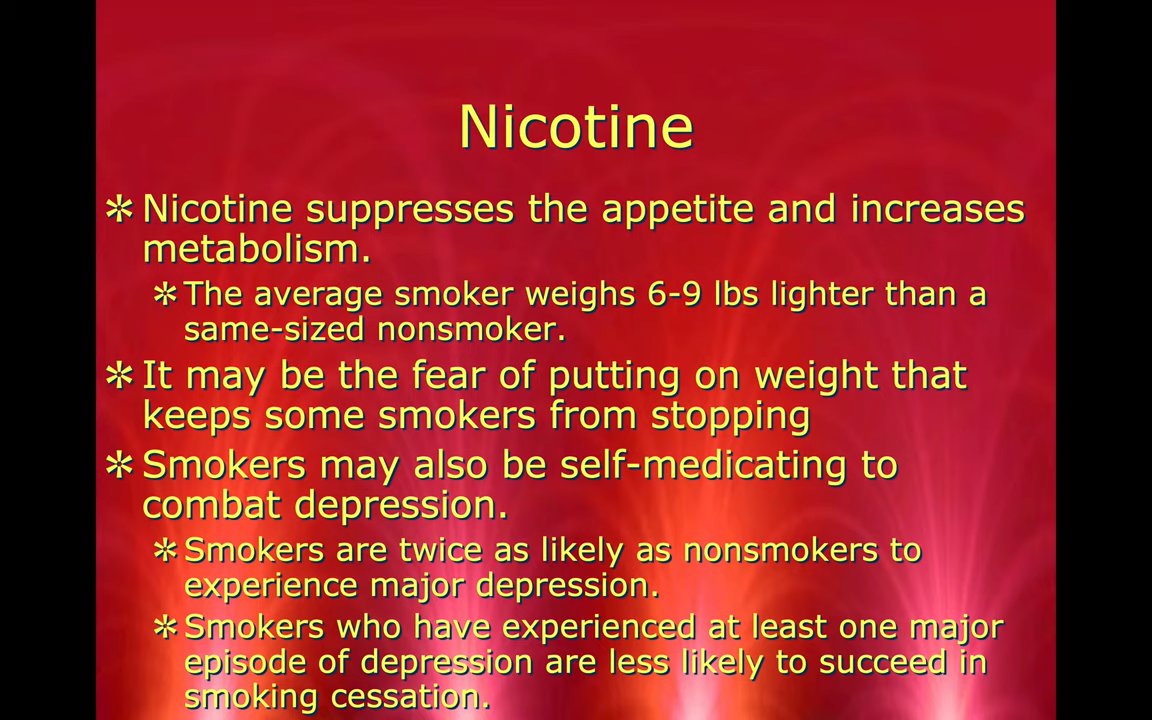 Nicotine
✲ Nicotine suppresses the appetite and increases
metabolism.
✲ The average smoker weighs 6-9 lbs lighter than a
same-sized nonsmoker.
✲ It may be the fear of putting on weight that
keeps some smokers from stopping
✲ Smokers may also be self-medicating to
combat depression.
✲ Smokers are twice as likely as nonsmokers to
experience major depression.
✲ Smokers who have experienced at least one major
episode of depression are less likely to succeed in
smoking cessation.